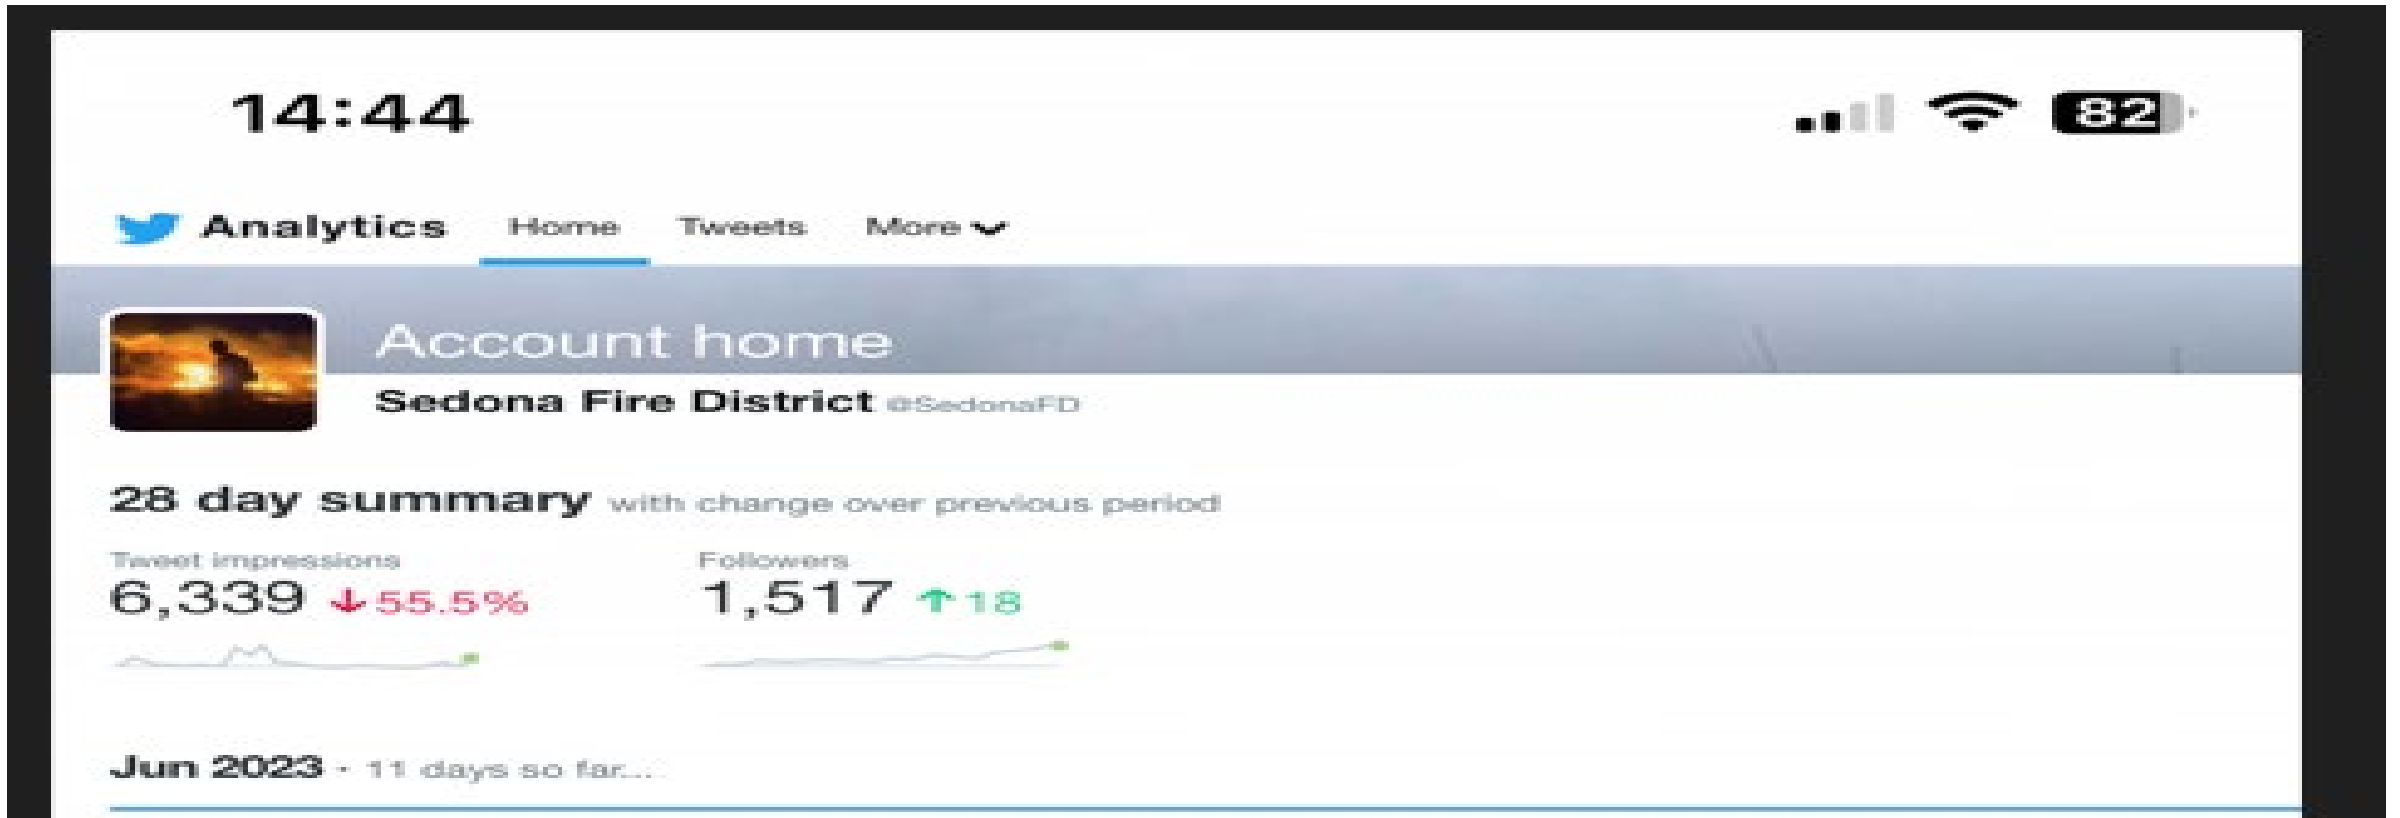 14:44 82
Analytics Home Tweets More
Account home
Sedona Fire District @SedonaFD
28 day summary with change over previous period
Tweet impressions Followers
6,339 ↓55.5% 1,517 ↑18
Jun 2023 · 11 days so far...